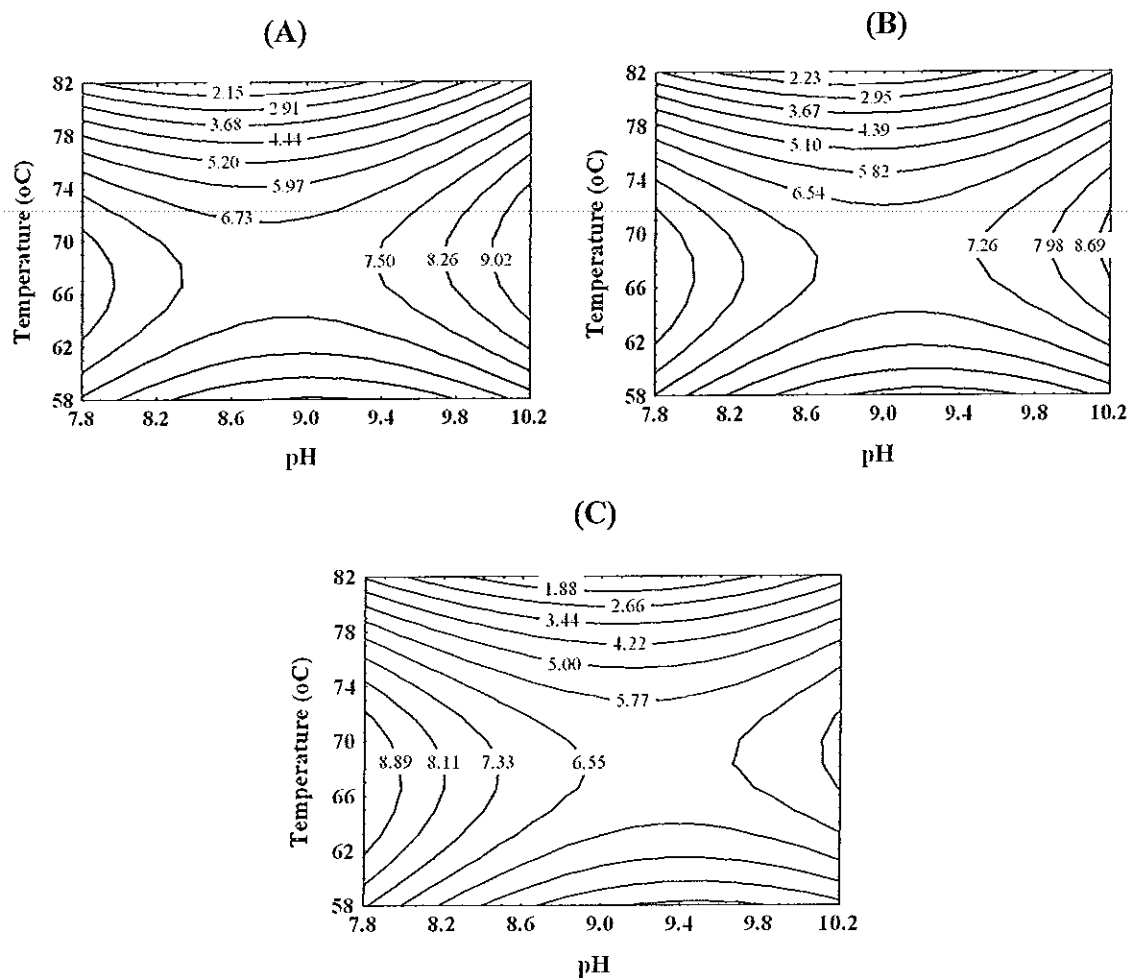 (A)
(B)
Temperature (oC)
82
78
74
70
66
62
58
2.15
2.91
3.68
4.44
5.20
5.97
6.73
7.50 8.26 9.02
7.8 8.2 8.6 9.0 9.4 9.8 10.2
pH
Temperature (oC)
82
78
74
70
66
62
58
2.23
2.95
3.67
4.39
5.10
5.82
6.54
7.26 7.98 8.69
7.8 8.2 8.6 9.0 9.4 9.8 10.2
pH
(C)
Temperature (oC)
82
78
74
70
66
62
58
1.88
2.66
3.44
4.22
5.00
5.77
8.89 8.11 7.33 6.55
7.8 8.2 8.6 9.0 9.4 9.8 10.2
pH